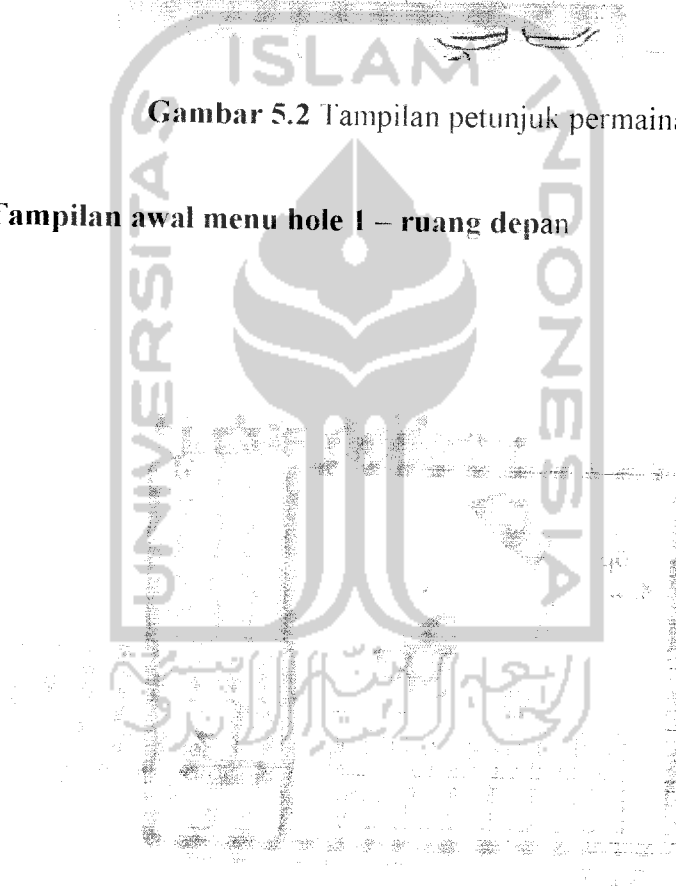 ISLAM
Gambar 5.2 Tampilan petunjuk permaina
Tampilan awal menu hole 1 – ruang depan
UNIVERSITAS
INDONESIA